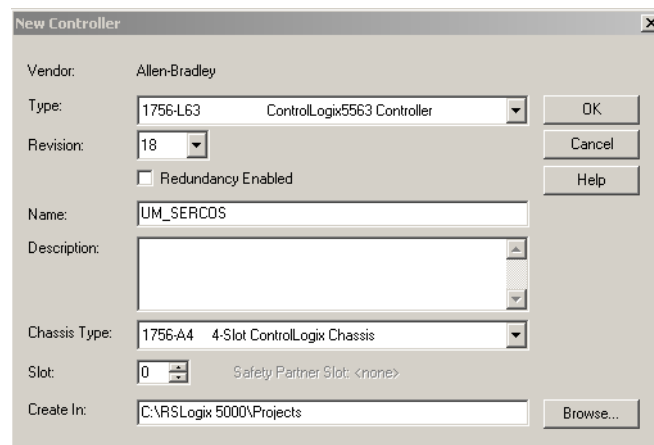 New Controller
Vendor: Allen-Bradley
Type: 1756-L63 ControlLogix5563 Controller OK
Revision: 18 Cancel
Redundancy Enabled Help
Name: UM_SERCOS
Description:
Chassis Type: 1756-A4 4-Slot ControlLogix Chassis
Slot: 0 Safety Partner Slot: <none>
Create In: C:\RSLogix 5000\Projects Browse...